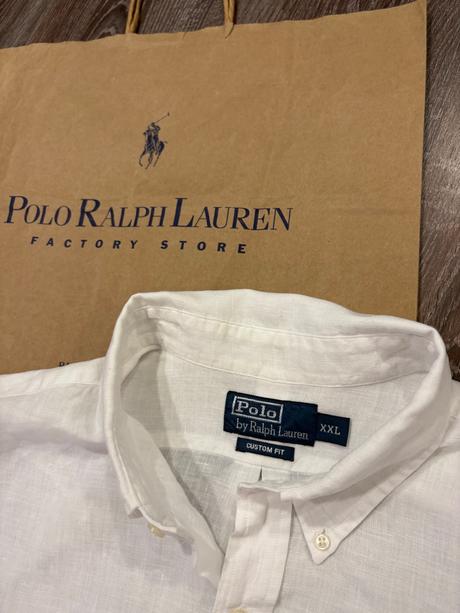 POLO RALPH LAUREN
FACTORY STORE
Polo
by Ralph Lauren
XXL
CUSTOM FIT